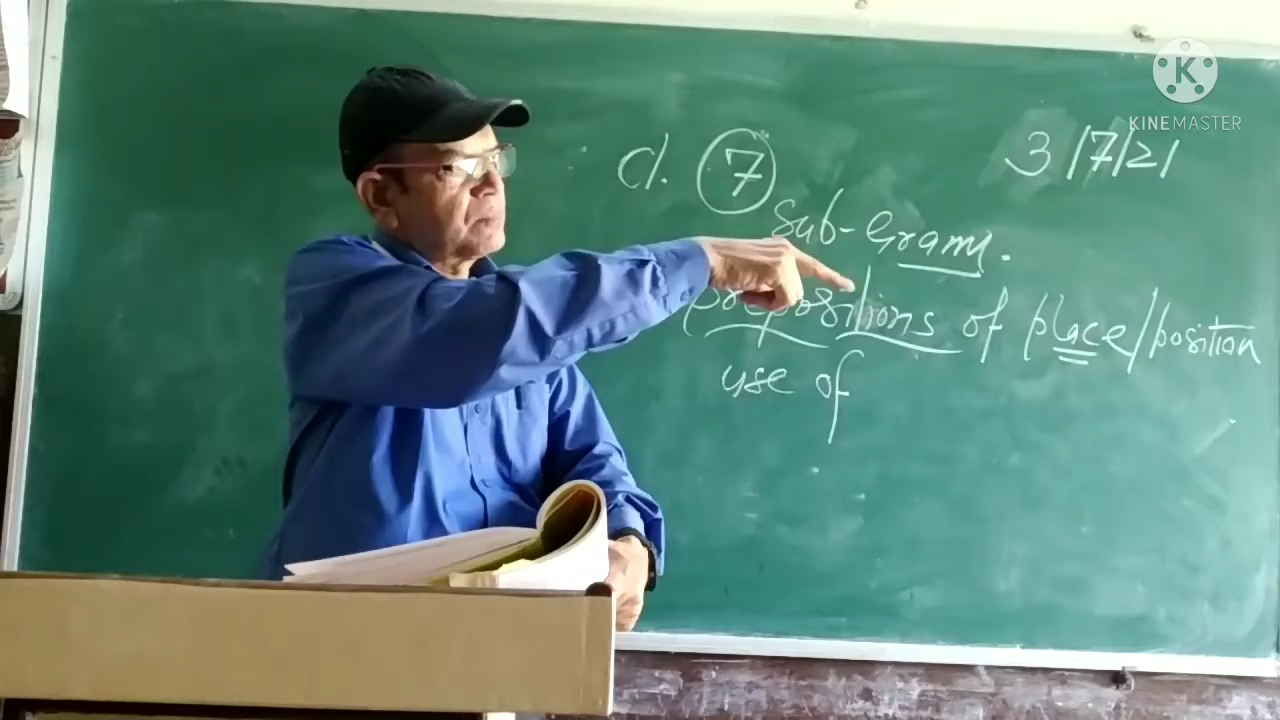 K
KINEMASTER
cl. 7
3/7/21
Sub-Gram.
prepositions of place/position
use of